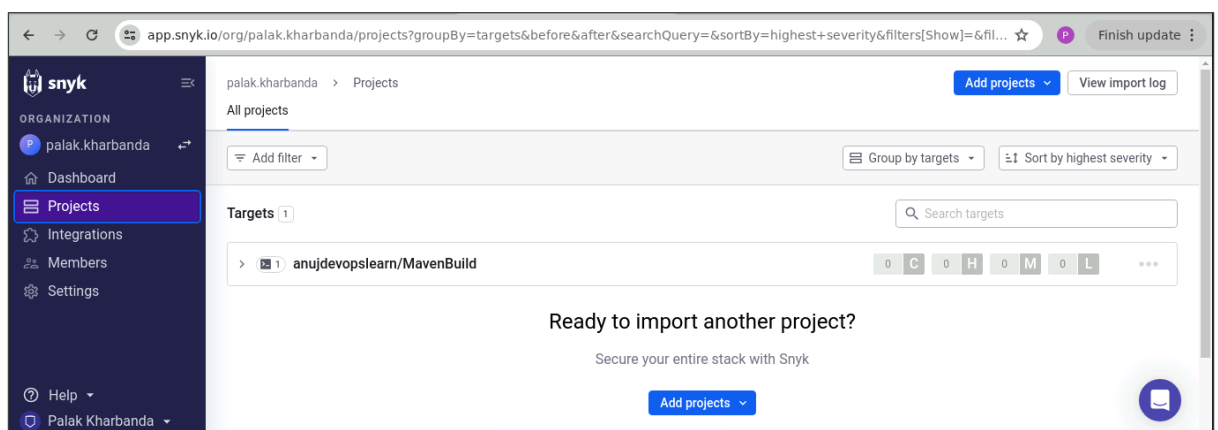 app.snyk.io/org/palak.kharbanda/projects?groupBy=targets&before&after&searchQuery=&sortBy=highest+severity&filters[Show]=&fil...
P
Finish update
snyk
ORGANIZATION
P palak.kharbanda
Dashboard
Projects
Integrations
Members
Settings
Help
Palak Kharbanda
palak.kharbanda > Projects
Add projects
View import log
All projects
Add filter
Group by targets
Sort by highest severity
Targets 1
Search targets
1 anujdevopslearn/MavenBuild
0 C 0 H 0 M 0 L
Ready to import another project?
Secure your entire stack with Snyk
Add projects